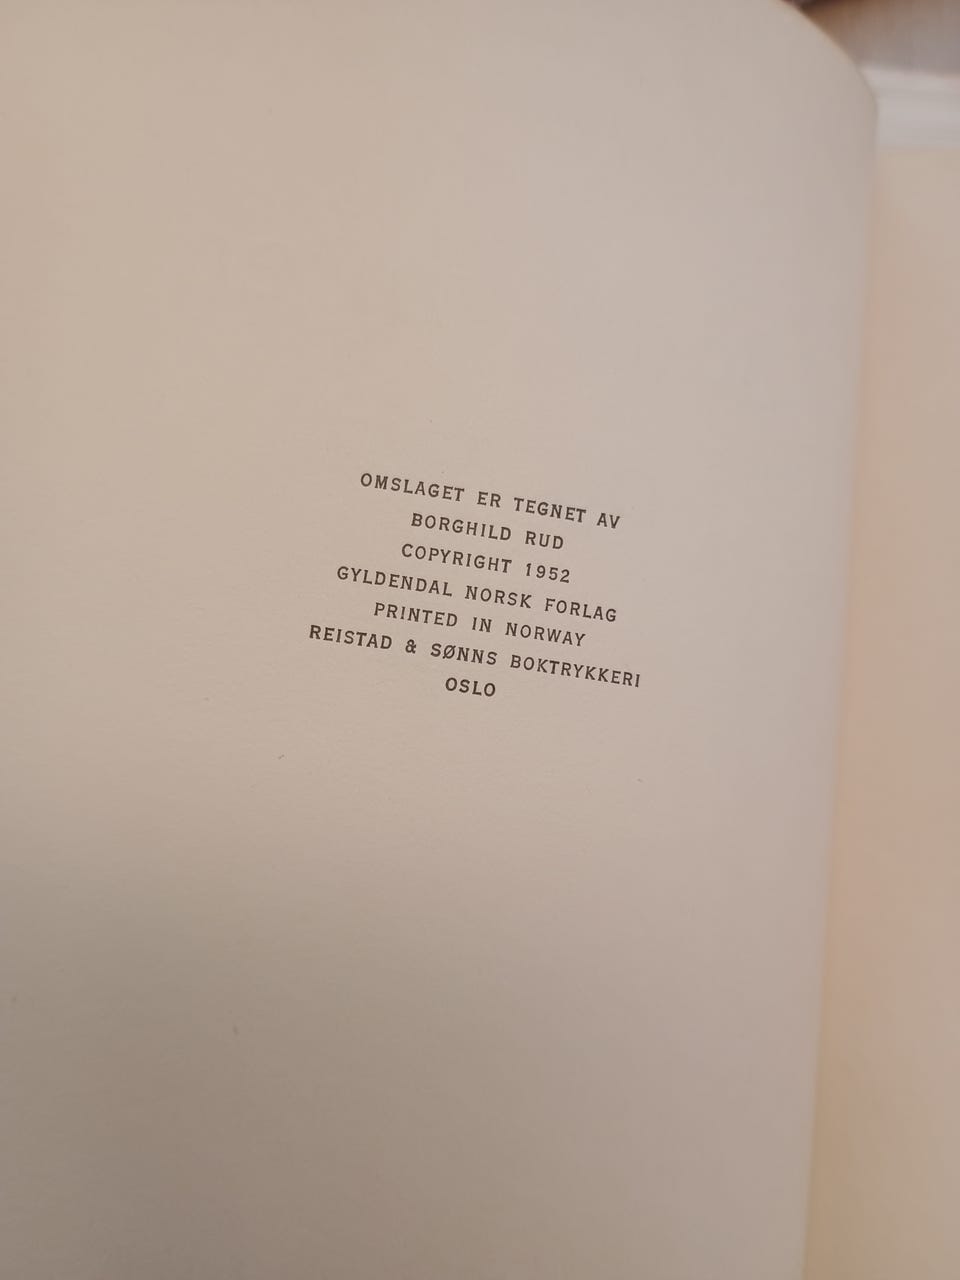 OMSLAGET ER TEGNET AV
BORGHILD RUD
COPYRIGHT 1952
GYLDENDAL NORSK FORLAG
PRINTED IN NORWAY
REISTAD & SØNNS BOKTRYKKERI
OSLO